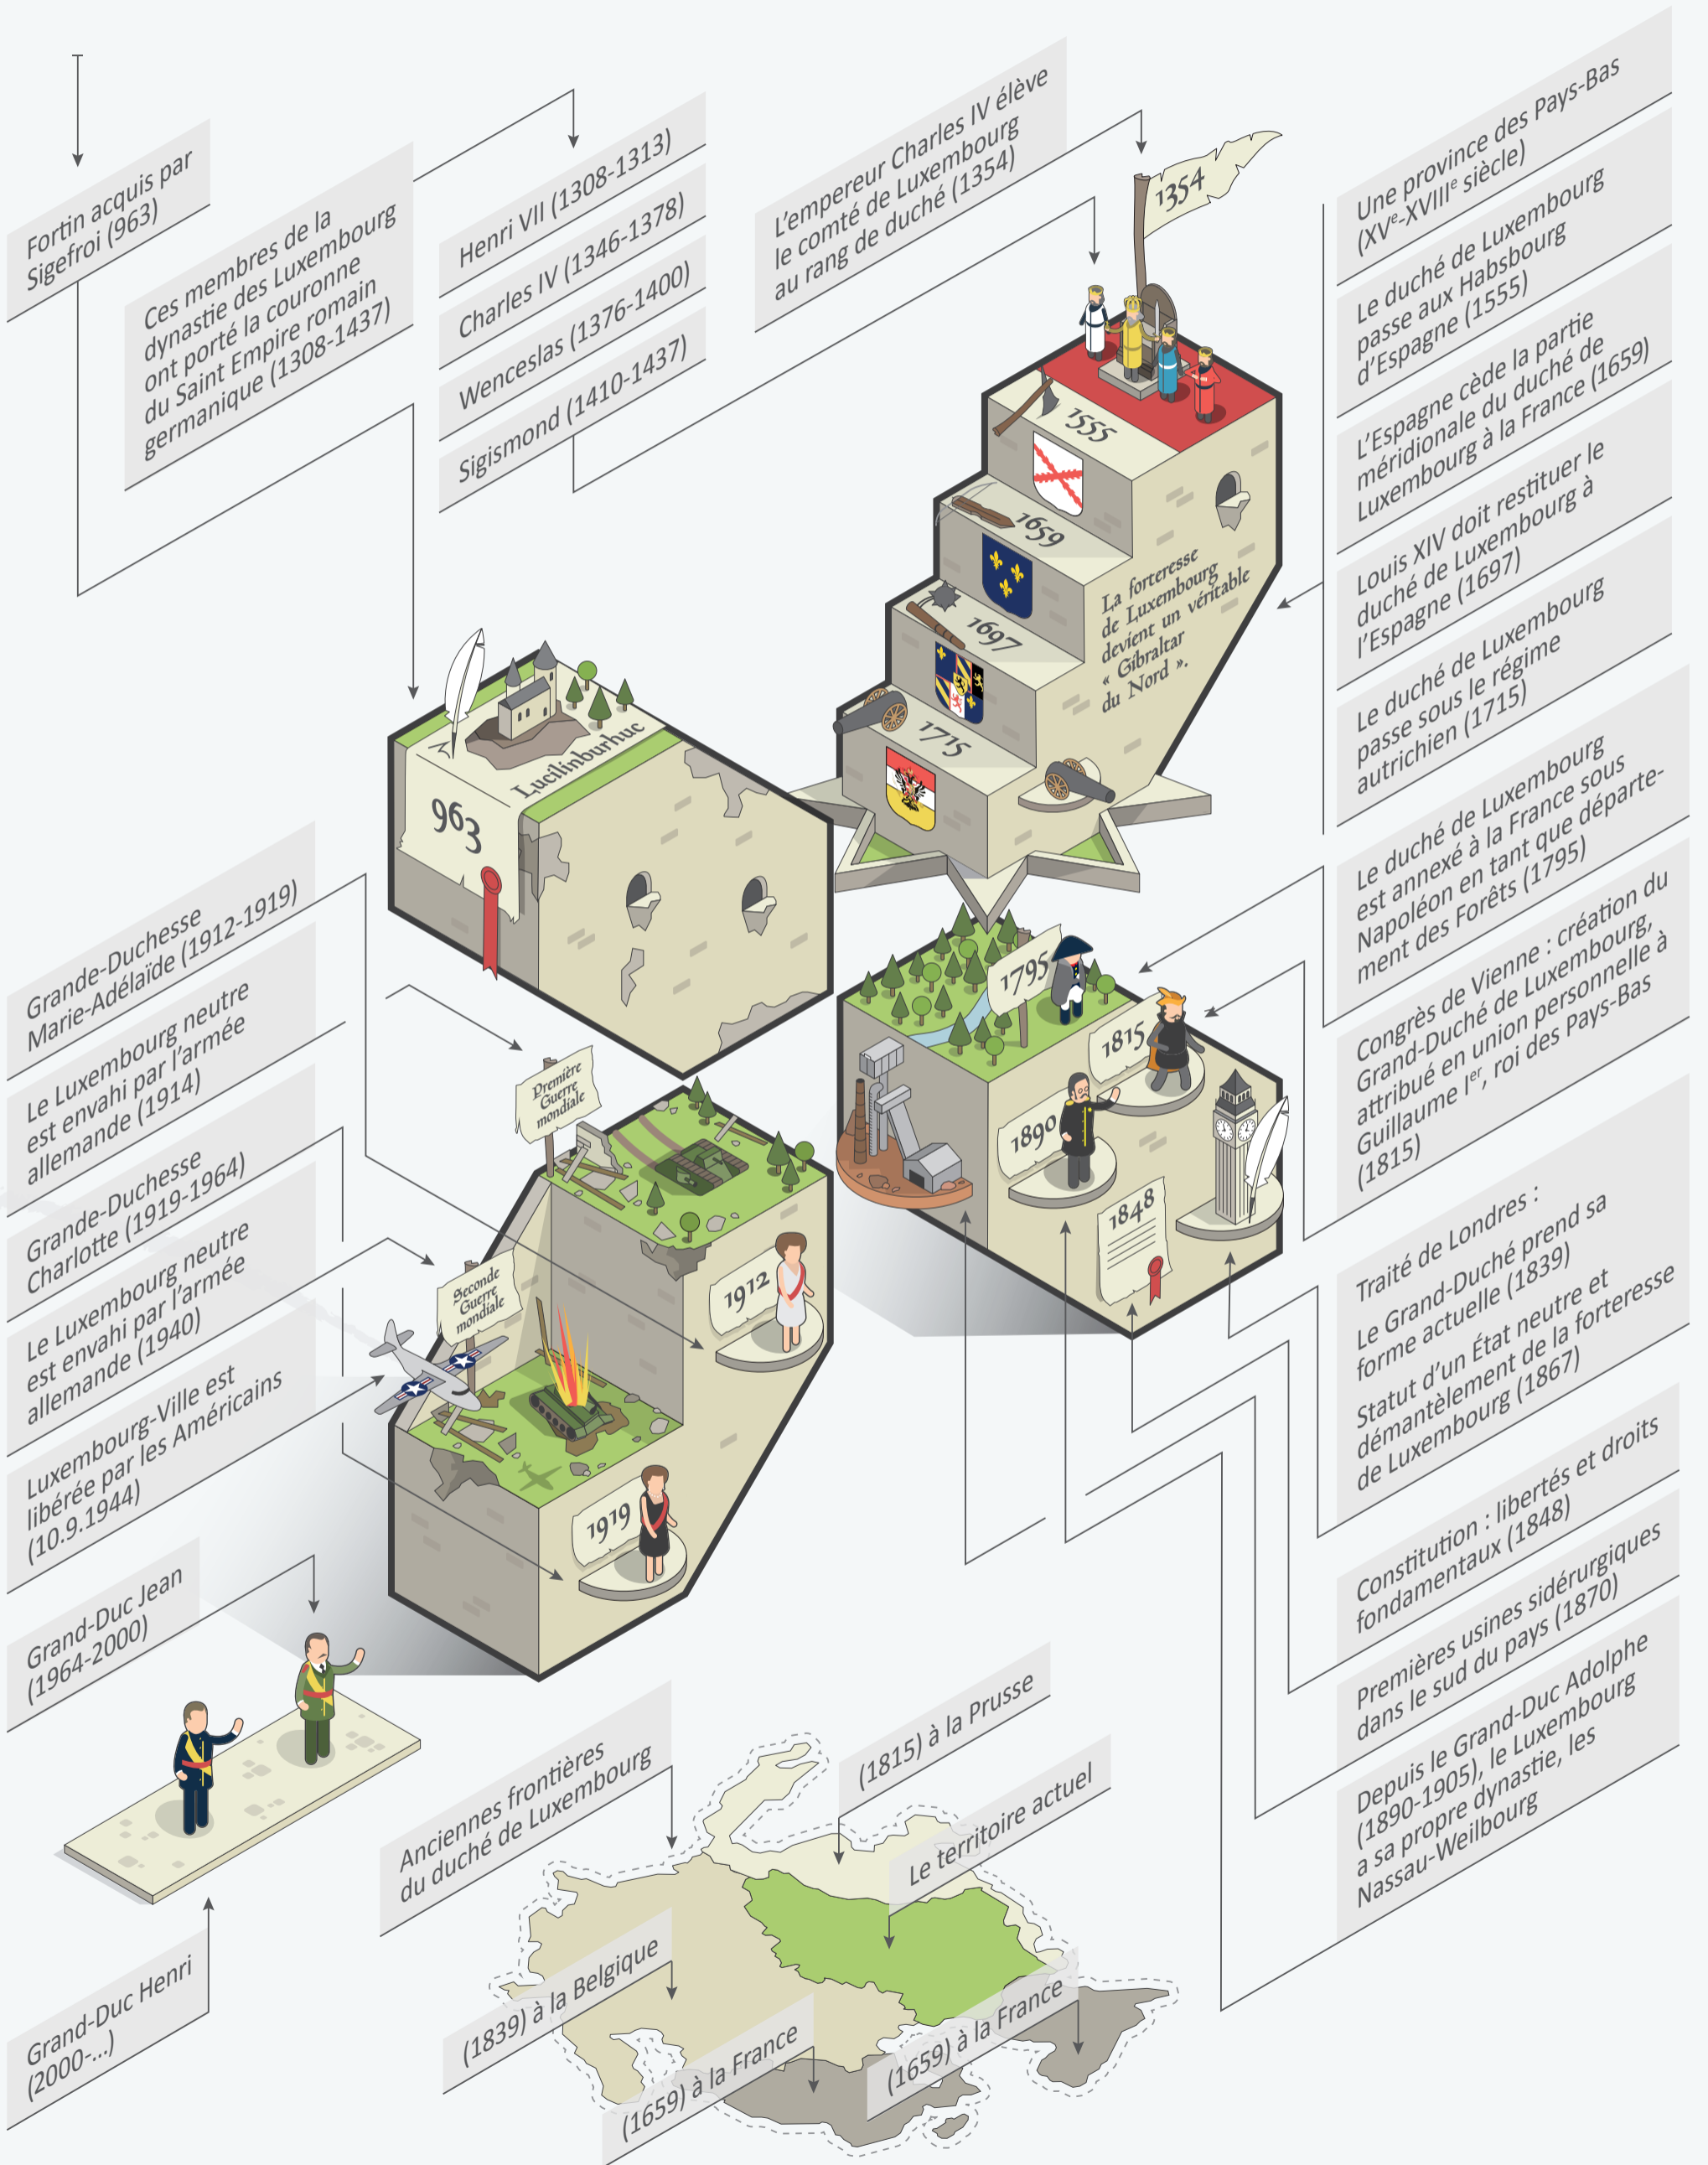 Fortin acquis par
Sigefroi (963)
Ces membres de la
dynastie des Luxembourg
ont porté la couronne
du Saint Empire romain
germanique (1308-1437)
Henri VII (1308-1313)
Charles IV (1346-1378)
Wenceslas (1376-1400)
Sigismond (1410-1437)
L’empereur Charles IV élève
le comté de Luxembourg
au rang de duché (1354)
1354
1555
1659
1697
1715
La forteresse
de Luxembourg
devient un véritable
« Gibraltar
du Nord ».
Une province des Pays-Bas
(XVe-XVIIIe siècle)
Le duché de Luxembourg
passe aux Habsbourg
d’Espagne (1555)
L’Espagne cède la partie
méridionale du duché de
Luxembourg à la France (1659)
Louis XIV doit restituer le
duché de Luxembourg à
l’Espagne (1697)
Le duché de Luxembourg
passe sous le régime
autrichien (1715)
Le duché de Luxembourg
est annexé à la France sous
Napoléon en tant que départe-
ment des Forêts (1795)
Congrès de Vienne : création du
Grand-Duché de Luxembourg,
attribué en union personnelle à
Guillaume Ier, roi des Pays-Bas
(1815)
Traité de Londres :
Le Grand-Duché prend sa
forme actuelle (1839)
Statut d’un État neutre et
démantèlement de la forteresse
de Luxembourg (1867)
Constitution : libertés et droits
fondamentaux (1848)
Premières usines sidérurgiques
dans le sud du pays (1870)
Depuis le Grand-Duc Adolphe
(1890-1905), le Luxembourg
a sa propre dynastie, les
Nassau-Weilbourg
Lucilinburhuc
963
1795
1815
1890
1848
Grande-Duchesse
Marie-Adélaïde (1912-1919)
Le Luxembourg neutre
est envahi par l’armée
allemande (1914)
Grande-Duchesse
Charlotte (1919-1964)
Le Luxembourg neutre
est envahi par l’armée
allemande (1940)
Luxembourg-Ville est
libérée par les Américains
(10.9.1944)
Première
Guerre
mondiale
1912
Seconde
Guerre
mondiale
1919
Grand-Duc Jean
(1964-2000)
Grand-Duc Henri
(2000-...)
Anciennes frontières
du duché de Luxembourg
(1815) à la Prusse
Le territoire actuel
(1839) à la Belgique
(1659) à la France
(1659) à la France